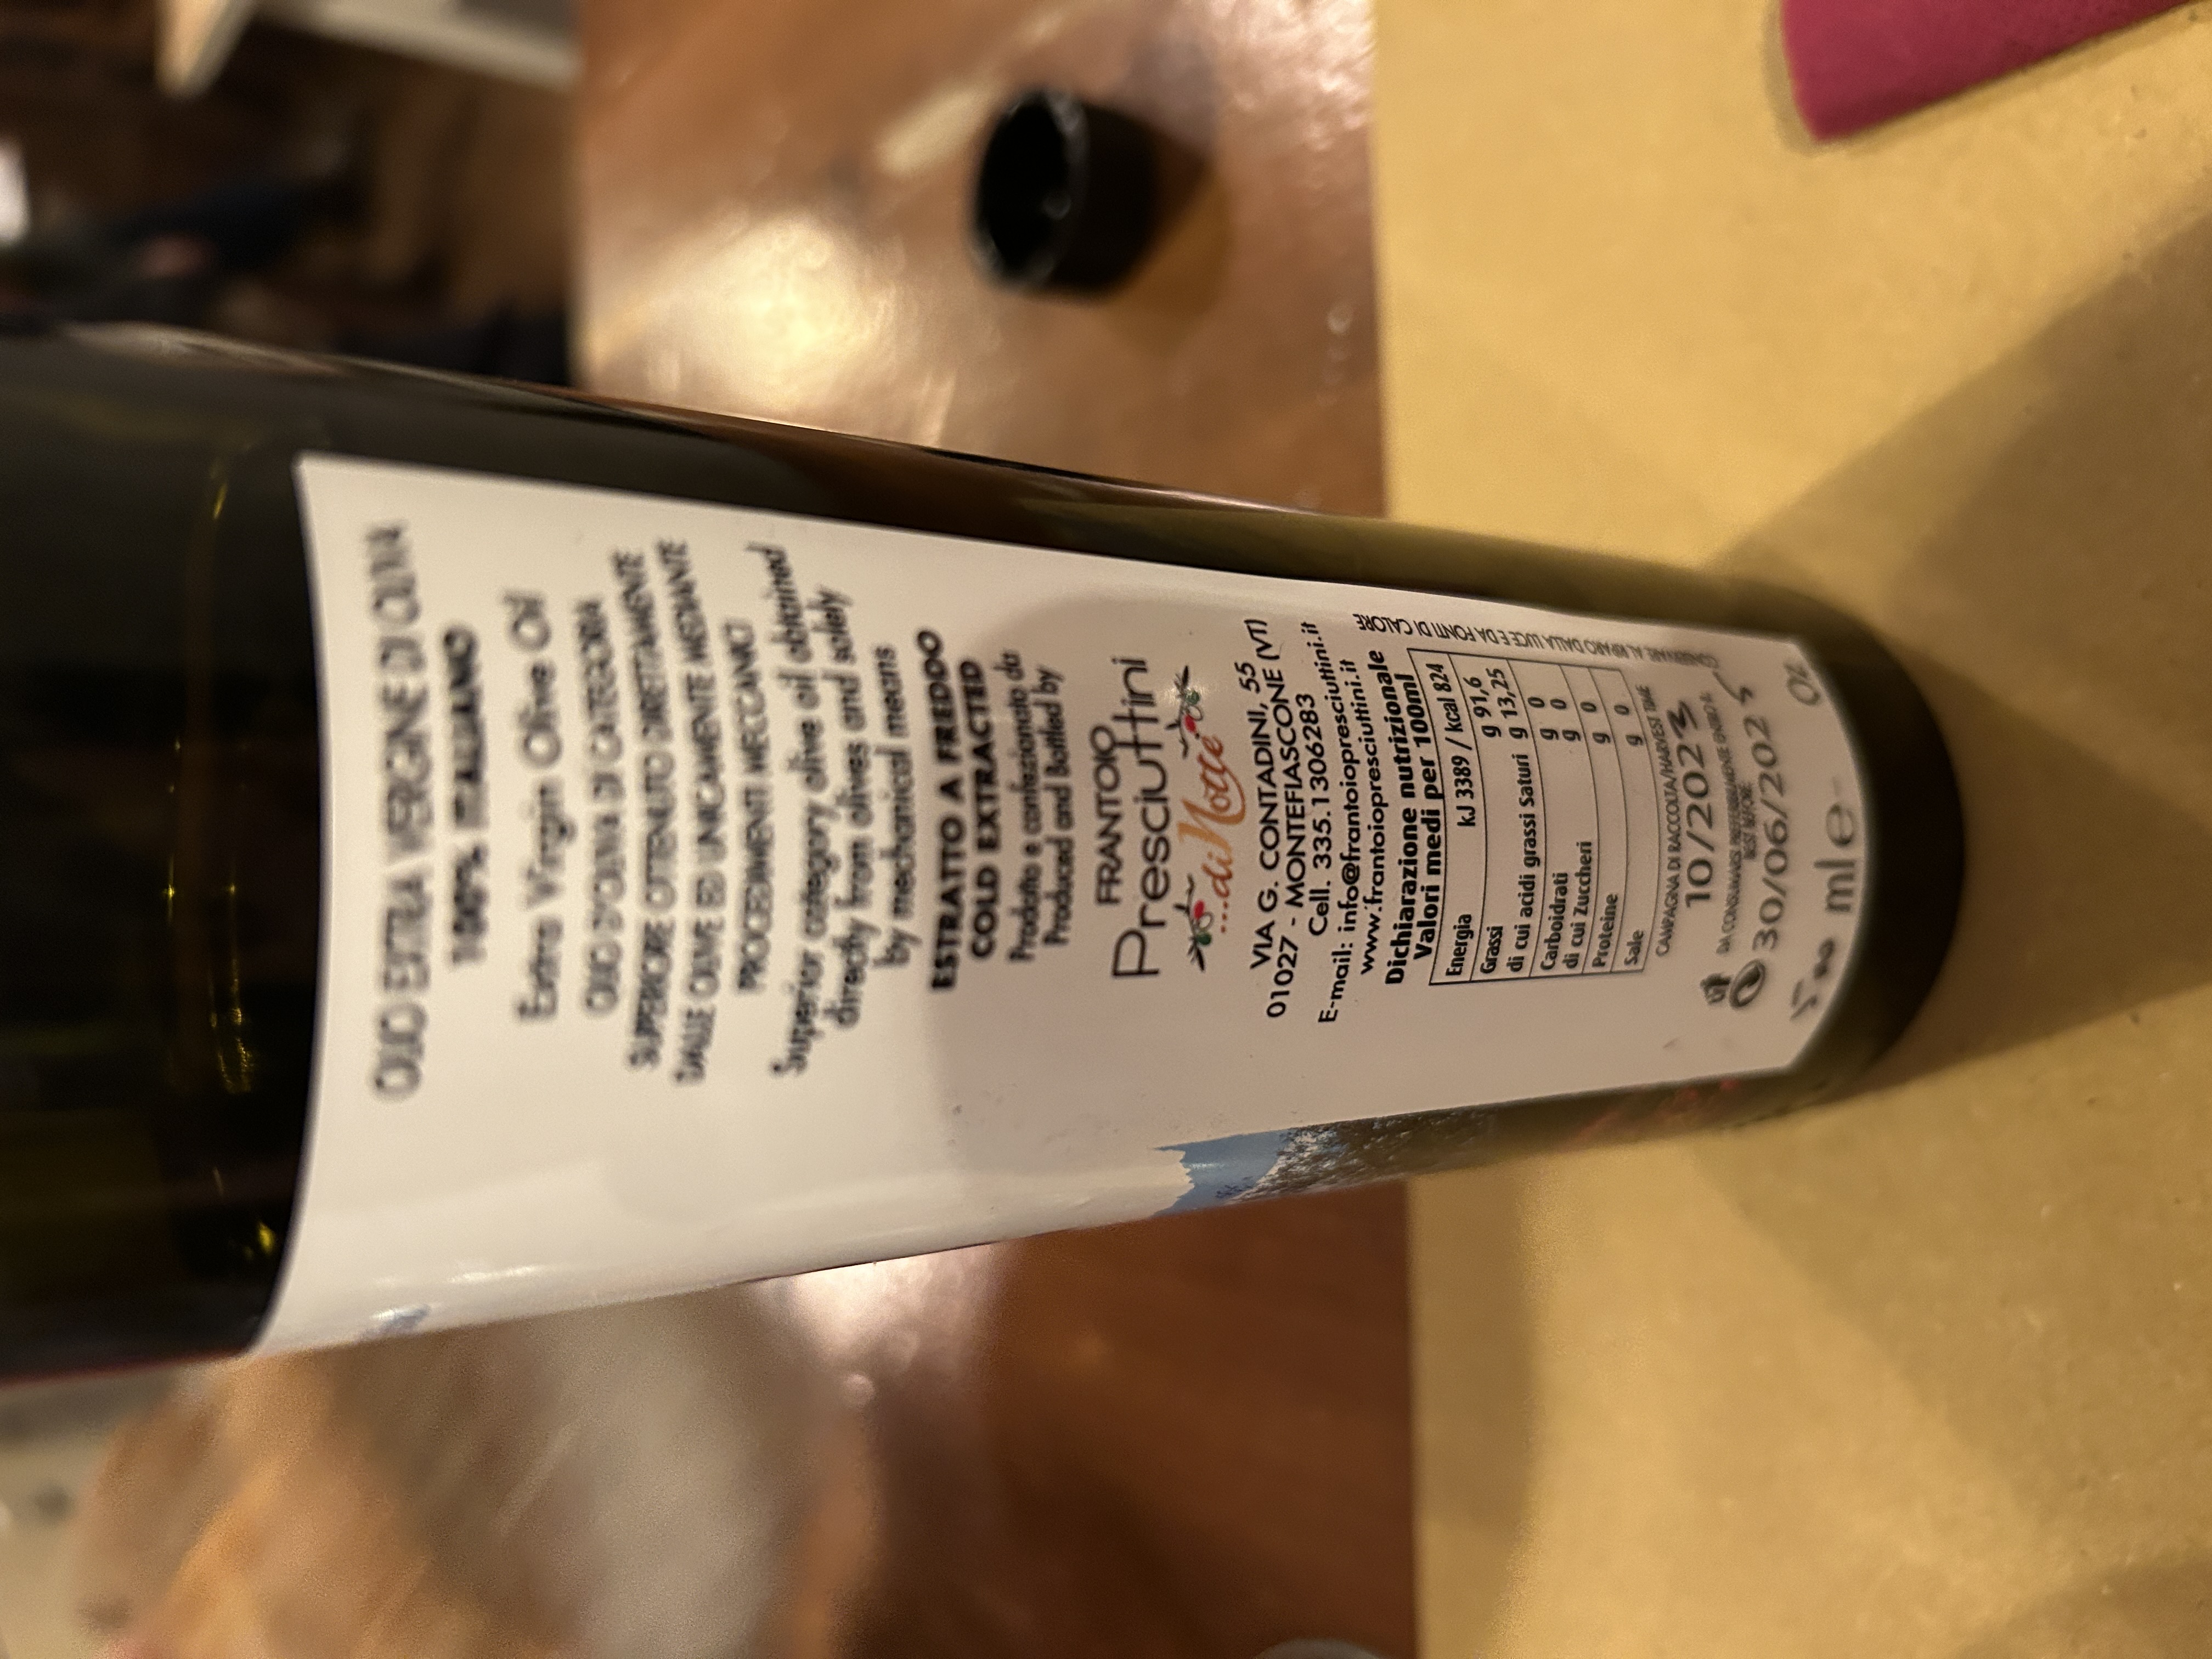 OLIO EXTRA VERGINE DI OLIVA
100% ITALIANO
Extra Virgin Olive Oil
OLIO D'OLIVA DI CATEGORIA
SUPERIORE OTTENUTO DIRETTAMENTE
DALLE OLIVE ED UNICAMENTE MEDIANTE
PROCEDIMENTI MECCANICI
Superior category olive oil obtained
directly from olives and solely
by mechanical means
ESTRATTO A FREDDO
COLD EXTRACTED
Prodotto e confezionato da
Produced and Bottled by
FRANTOIO
Presciuttini
...di Notte
VIA G. CONTADINI, 55
01027 - MONTEFIASCONE (VT)
Cell. 335.1306283
E-mail: info@frantoiopresciuttini.it
www.frantoiopresciuttini.it
Dichiarazione nutrizionale
Valori medi per 100ml
Energia kJ 3389 / kcal 824
Grassi g 91,6
di cui acidi grassi Saturi g 13,25
Carboidrati g 0
di cui Zuccheri g 0
Proteine g 0
Sale g 0
CAMPAGNA DI RACCOLTA/HARVEST TIME
10/2023
DA CONSUMARSI PREFERIBILMENTE ENTRO IL
BEST BEFORE
30/06/2025
ml e
CONSERVARE AL RIPARO DALLA LUCE E DA FONTI DI CALORE